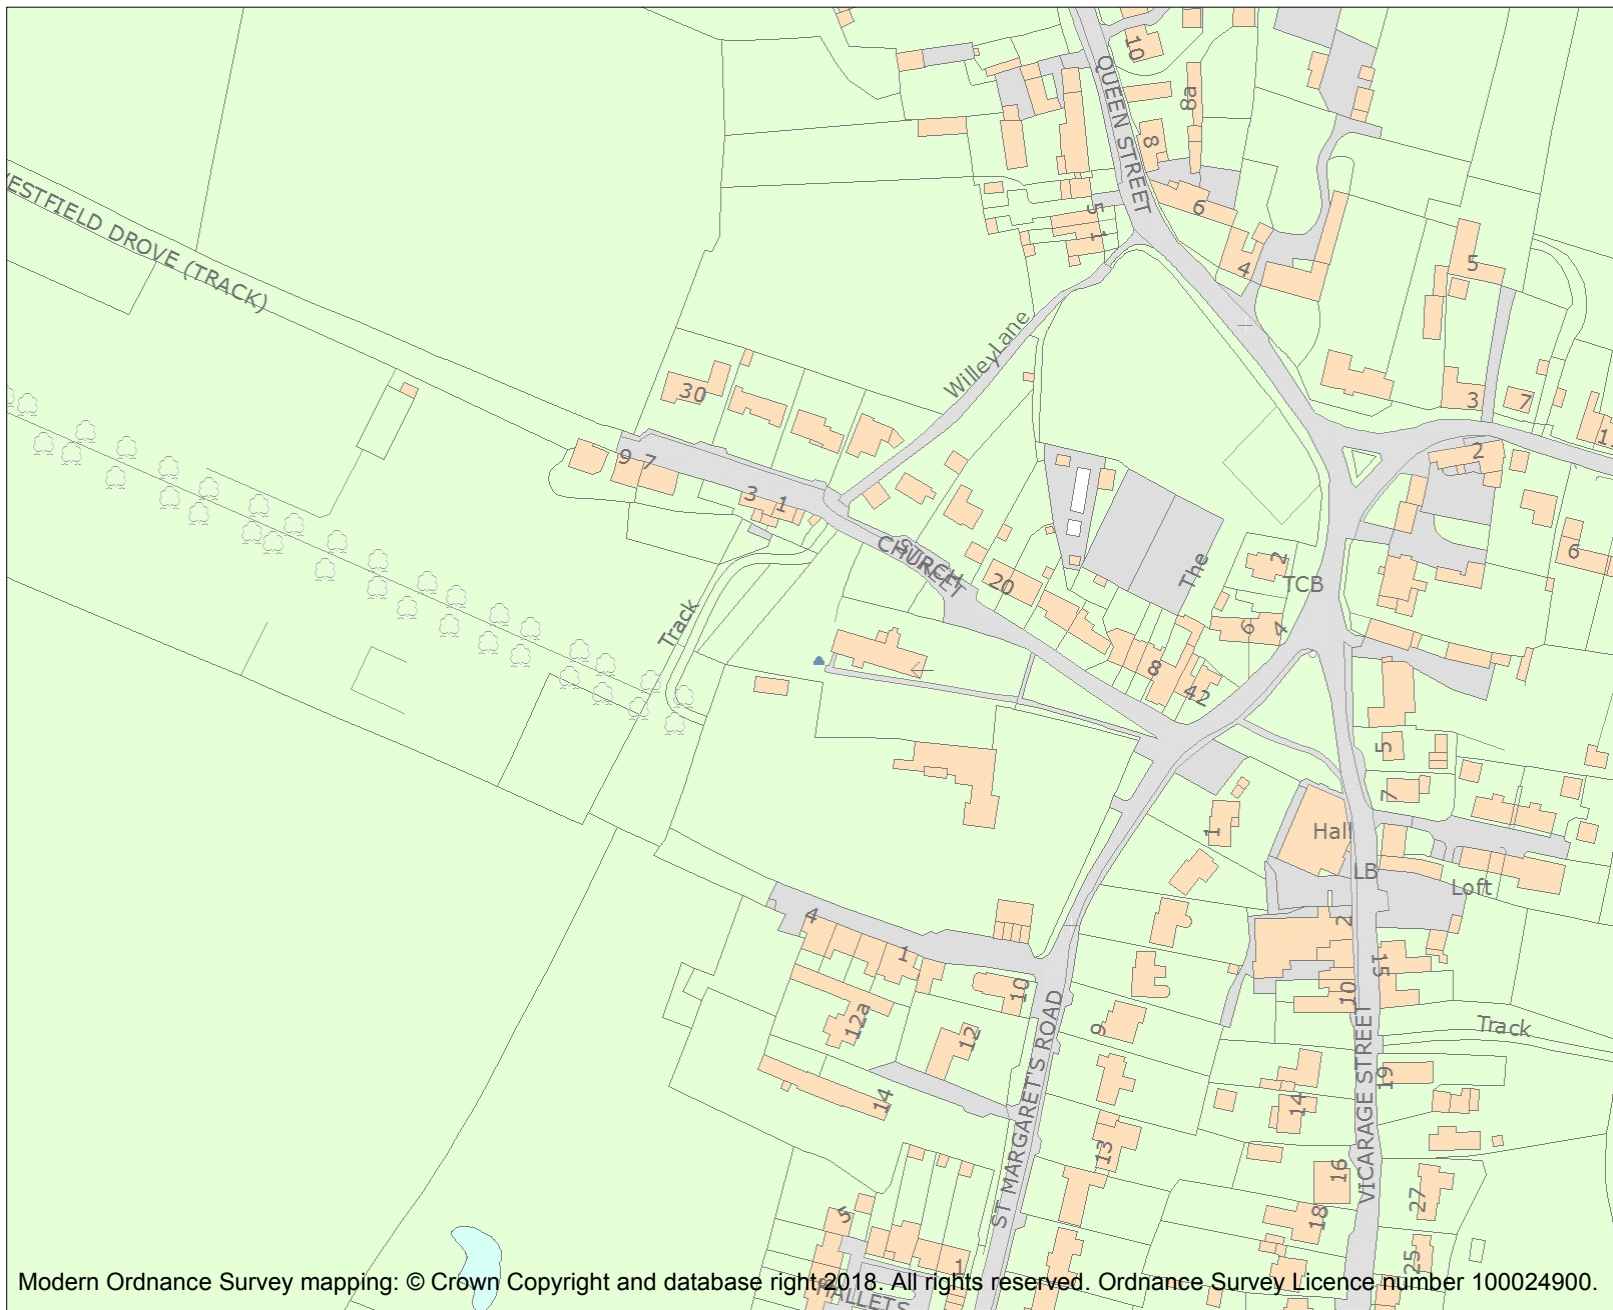 10
QUEEN STREET
8a
8
6
5
1
4
5
ESTFIELD DROVE (TRACK)
Willey Lane
30
3
7
2
9
7
3
1
CHURCH
STREET
20
The
2
TCB
6
6
4
Track
8
42
5
7
1
Hall
LB
Loft
4
2
1
15
10
10
12a
12
9
Track
ST MARGARET'S ROAD
VICARAGE STREET
19
14
14
13
16
27
18
5
25
1
HALLETS
Modern Ordnance Survey mapping: © Crown Copyright and database right 2018. All rights reserved. Ordnance Survey Licence number 100024900.